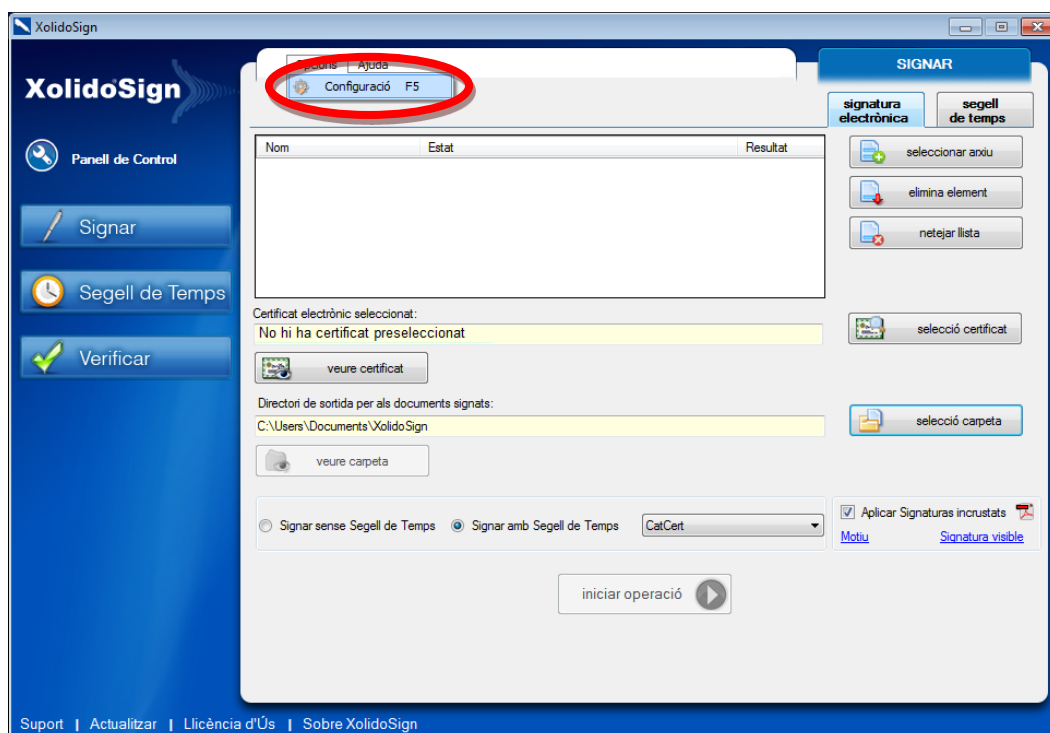 XolidoSign
XolidoSign
Panell de Control
Signar
Segell de Temps
Verificar
Opcions Ajuda
Configuració F5
SIGNAR
signatura
electrònica
segell
de temps
Nom Estat Resultat
seleccionar arxiu
elimina element
netejar llista
Certificat electrònic seleccionat:
No hi ha certificat preseleccionat
selecció certificat
veure certificat
Directori de sortida per als documents signats:
C:\Users\Documents\XolidoSign
selecció carpeta
veure carpeta
Signar sense Segell de Temps Signar amb Segell de Temps CatCert
Aplicar Signaturas incrustats
Motiu Signatura visible
iniciar operació
Suport | Actualitzar | Llicència d'Ús | Sobre XolidoSign